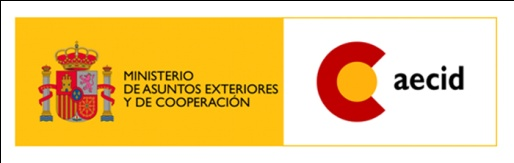 MINISTERIO
DE ASUNTOS EXTERIORES
Y DE COOPERACIÓN
aecid